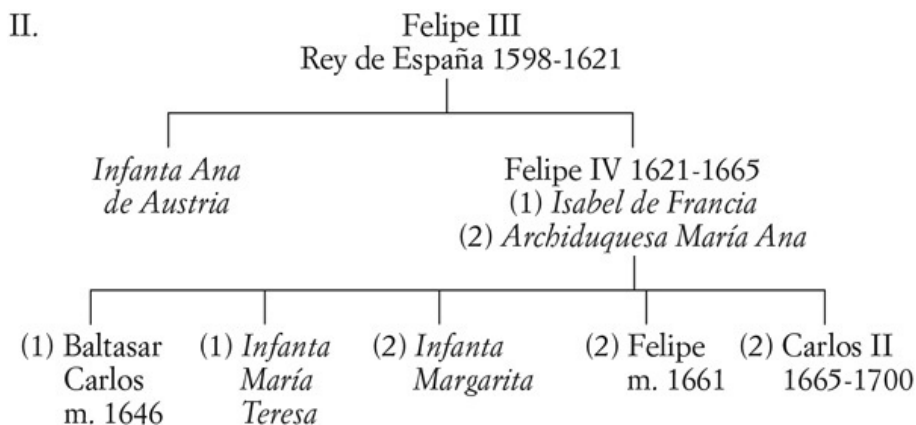 II.
Felipe III
Rey de España 1598-1621
Infanta Ana
de Austria
Felipe IV 1621-1665
(1) Isabel de Francia
(2) Archiduquesa María Ana
(1) Baltasar
Carlos
m. 1646
(1) Infanta
María
Teresa
(2) Infanta
Margarita
(2) Felipe
m. 1661
(2) Carlos II
1665-1700